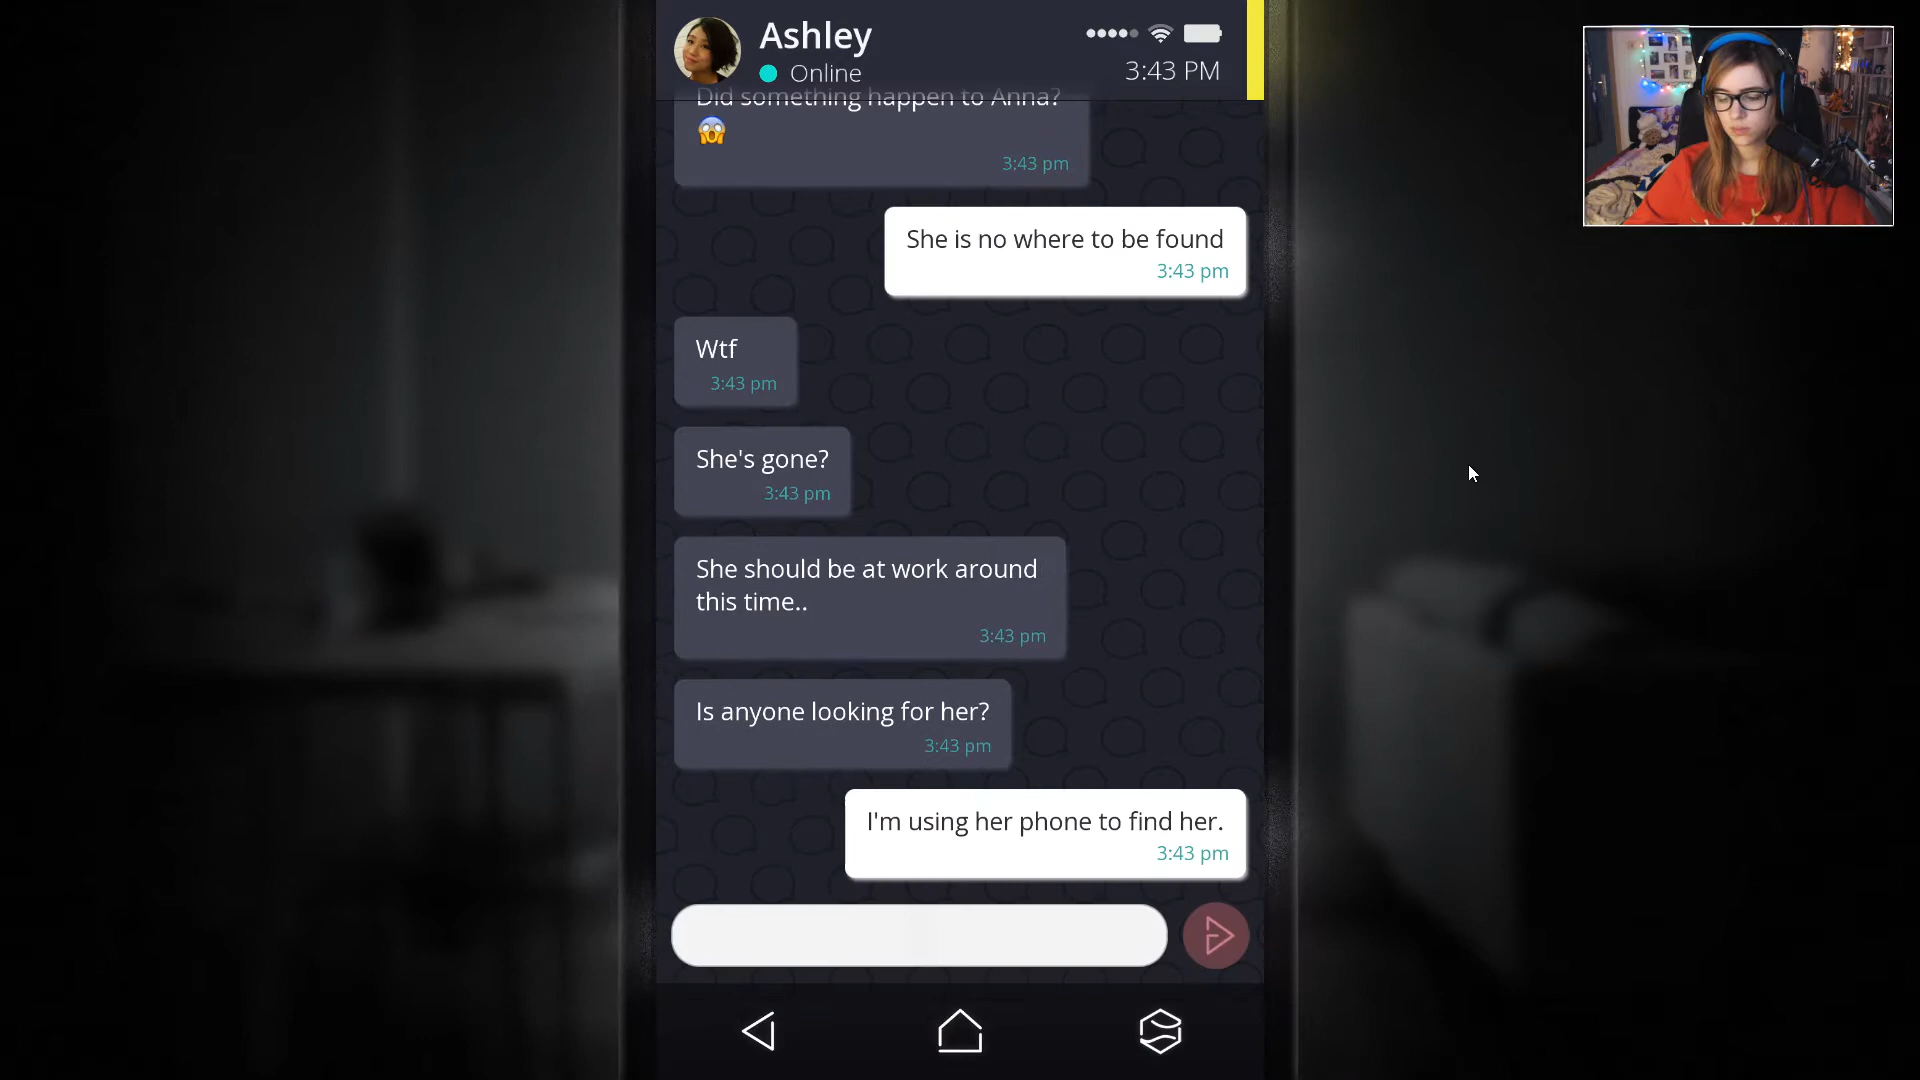 Ashley
Online
3:43 PM
Did something happen to Anna?
😱
3:43 pm
She is no where to be found
3:43 pm
Wtf
3:43 pm
She's gone?
3:43 pm
She should be at work around
this time..
3:43 pm
Is anyone looking for her?
3:43 pm
I'm using her phone to find her.
3:43 pm